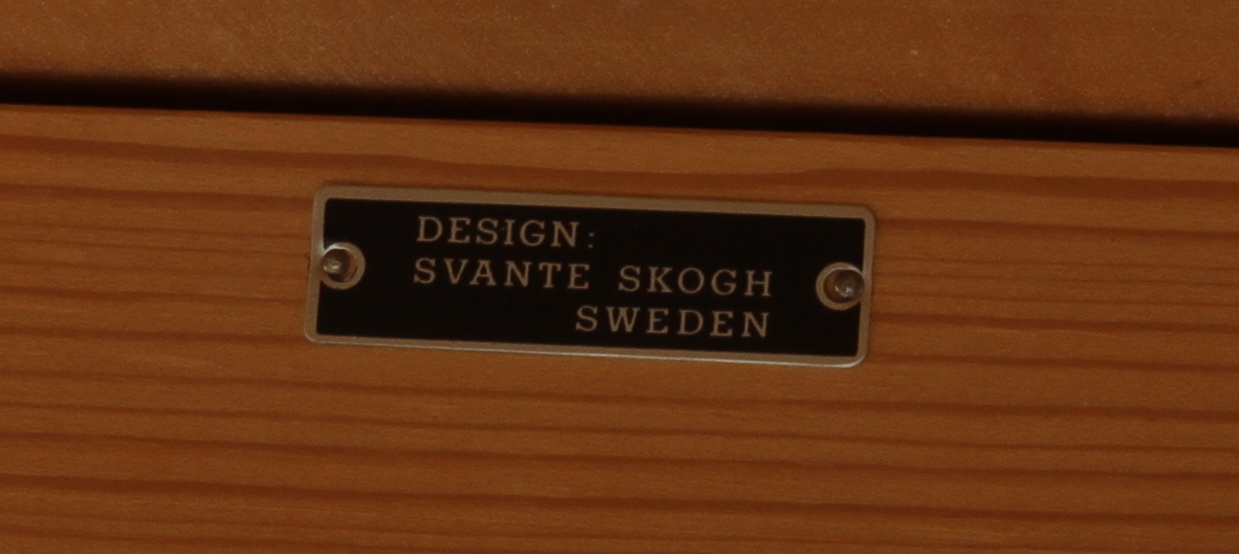 DESIGN:
SVANTE SKOGH
SWEDEN